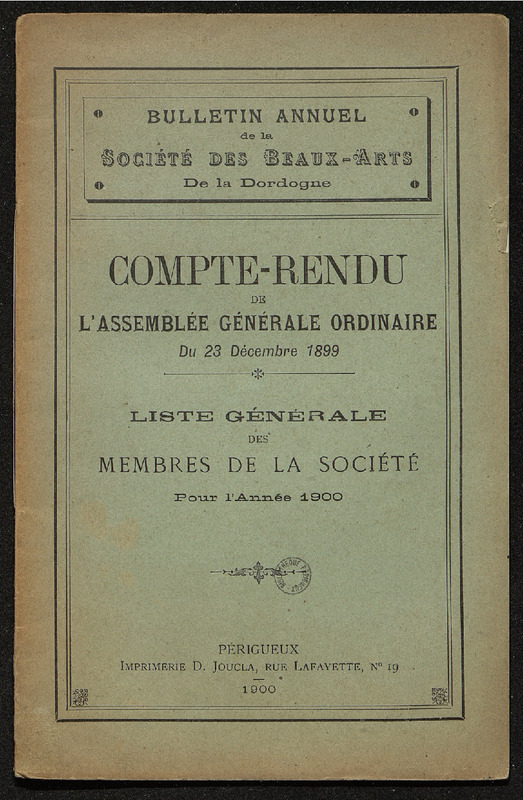 BULLETIN ANNUEL
de la
SOCIÉTÉ DES BEAUX-ARTS
De la Dordogne
COMPTE-RENDU
DE
L'ASSEMBLÉE GÉNÉRALE ORDINAIRE
Du 23 Décembre 1899
LISTE GÉNÉRALE
DES
MEMBRES DE LA SOCIÉTÉ
Pour l'Année 1900
PÉRIGUEUX
IMPRIMERIE D. JOUCLA, RUE LAFAYETTE, N° 19
1900